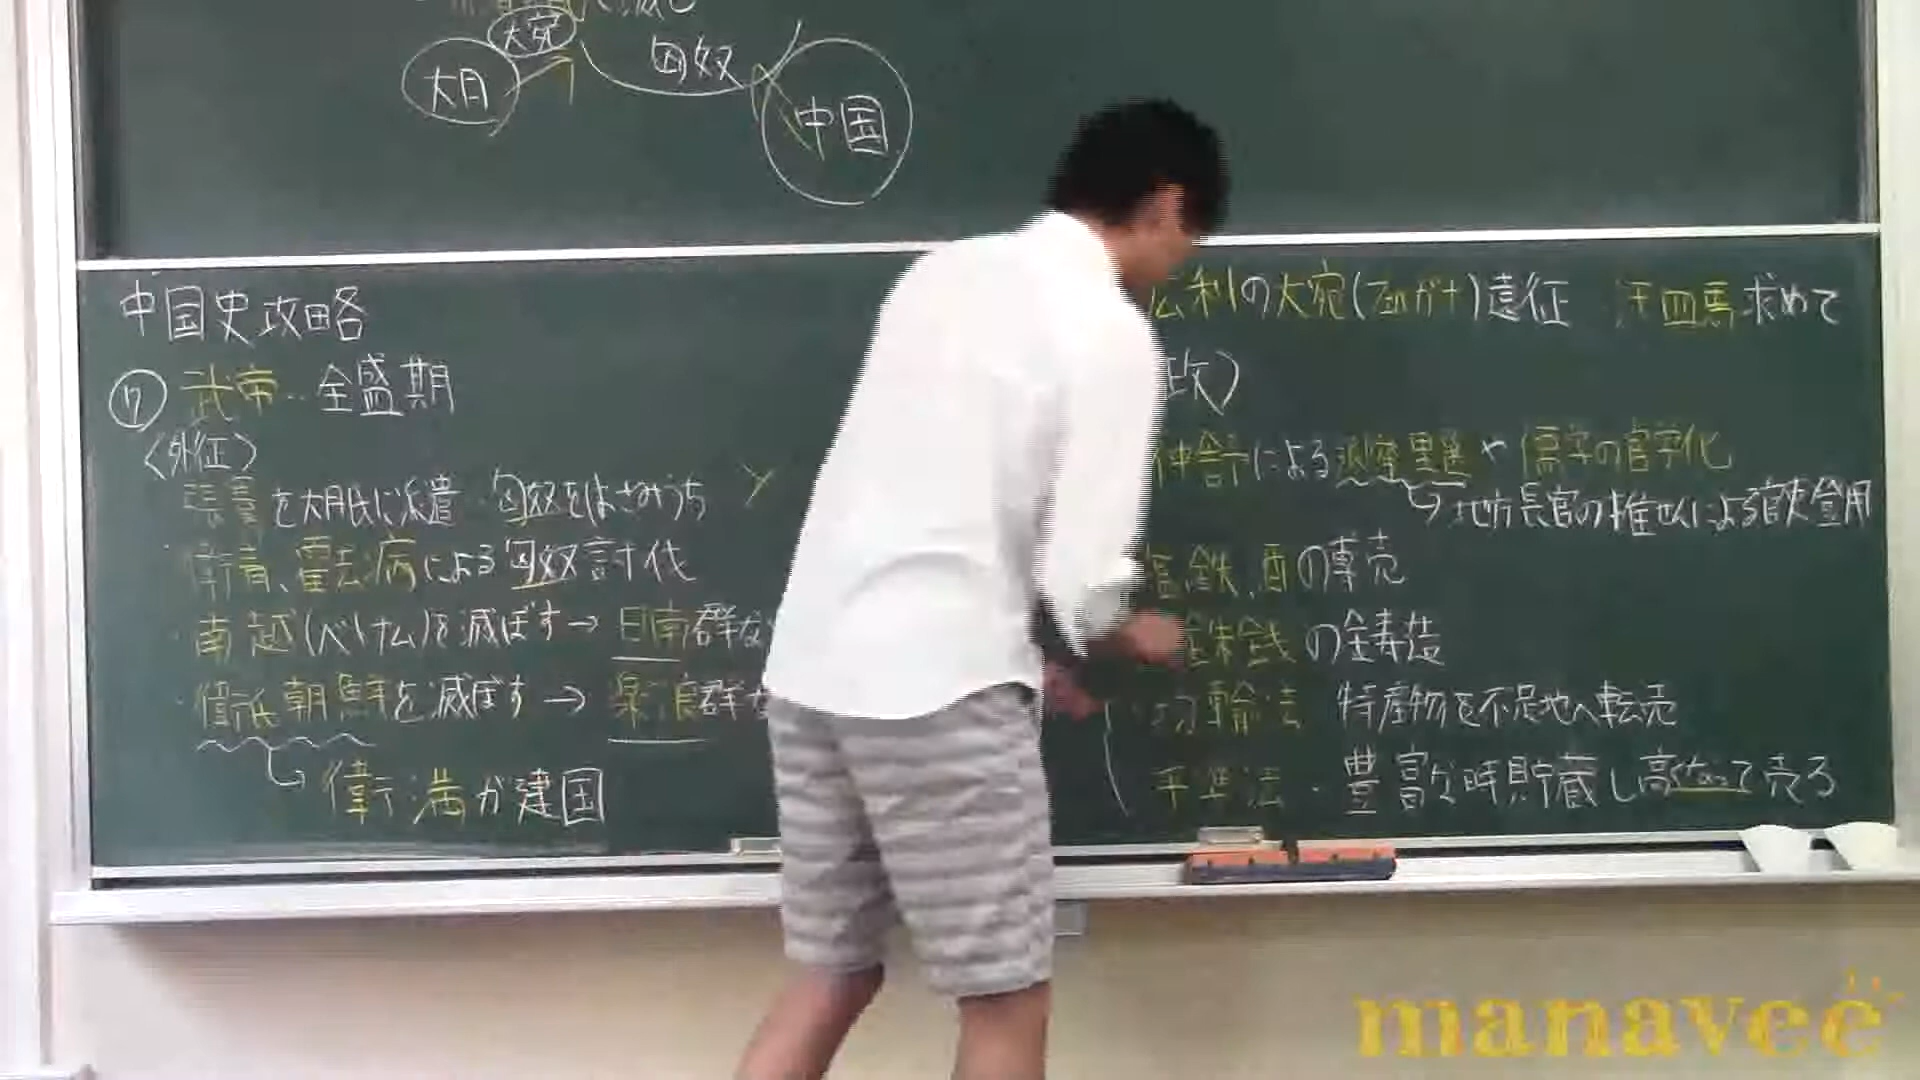 大宛
大月
匈奴
中国
中国史攻略
⑦ 武帝‥全盛期
〈外征〉
張騫を大月氏に派遣 匈奴をはさみうち
・衛青、霍去病による匈奴討伐
・南越(ベトナム)を滅ぼす→日南群な
・衛氏朝鮮を滅ぼす→楽浪群
衛満が建国
広利の大宛(フェルガナ)遠征 汗血馬求めて
政〉
仲舒による郷挙里選や儒学の官学化
地方長官の推せんによる官吏登用
塩、鉄、酒の専売
銖銭の鋳造
輸法 特産物を不足地へ転売
平準法・豊富な時貯蔵し高くなって売る
manavee